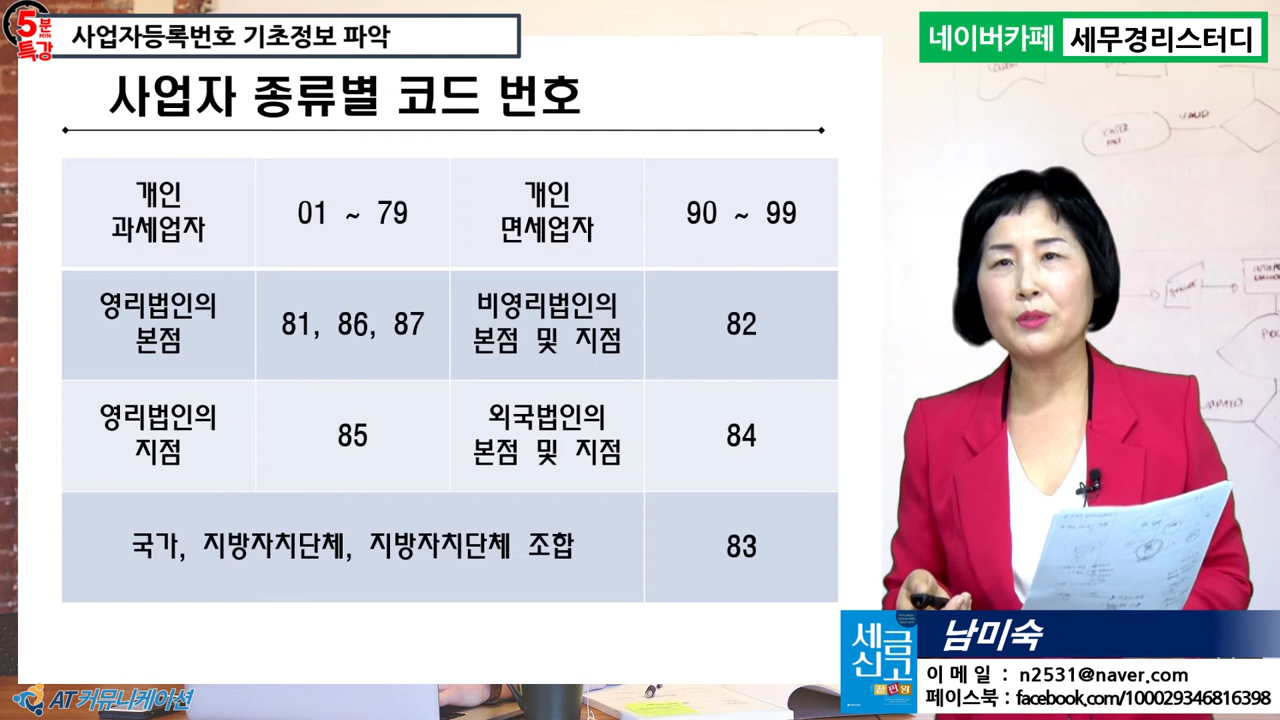 5분
MIN
특강
사업자등록번호 기초정보 파악
네이버카페 세무경리스터디
사업자 종류별 코드 번호
개인
과세업자
01 ~ 79
개인
면세업자
90 ~ 99
영리법인의
본점
81, 86, 87
비영리법인의
본점 및 지점
82
영리법인의
지점
85
외국법인의
본점 및 지점
84
국가, 지방자치단체, 지방자치단체 조합
83
VALID
세금
신고
끝판왕
남미숙
이메일 : n2531@naver.com
페이스북 : facebook.com/100029346816398
AT커뮤니케이션